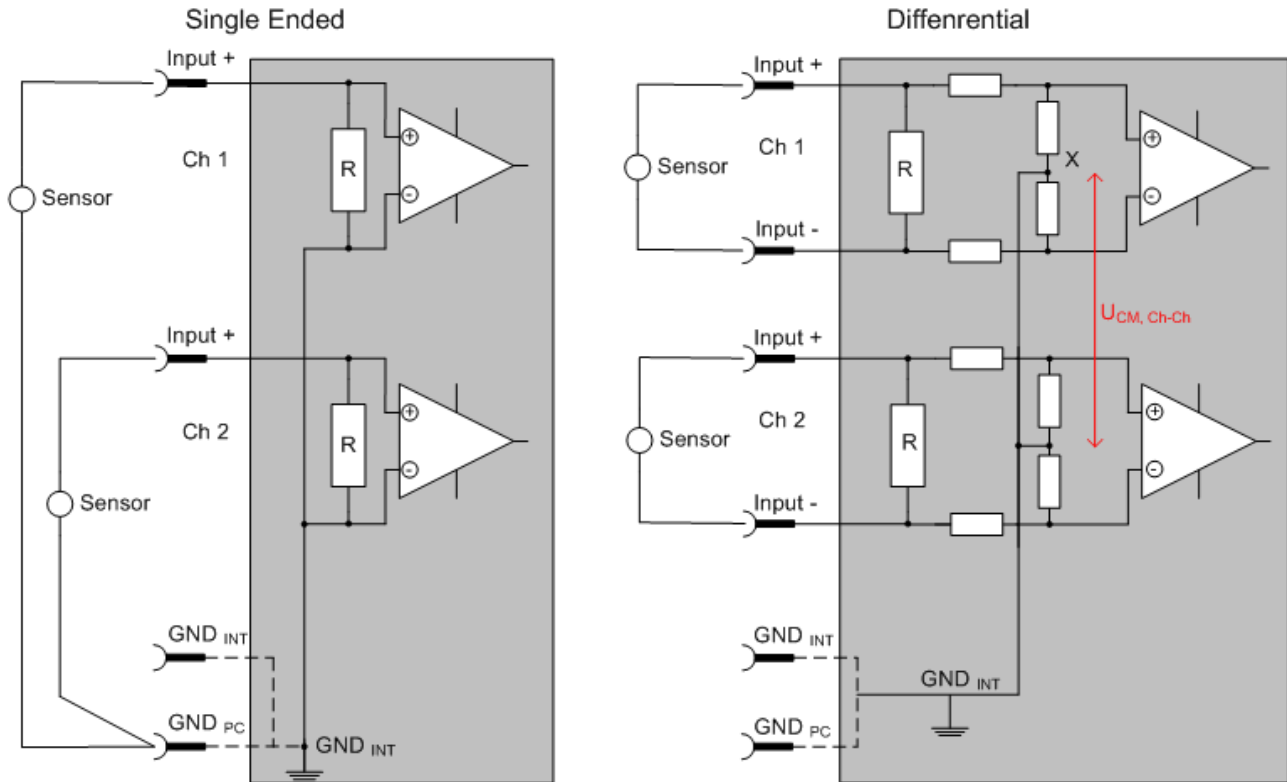 Single Ended
Input +
Ch 1
R
+
-
Sensor
Input +
Ch 2
R
+
-
Sensor
GND INT
GND PC
GND INT
Diffenrential
Input +
Ch 1
Sensor
R
X
+
-
Input -
U CM, Ch-Ch
Input +
Ch 2
Sensor
R
+
-
Input -
GND INT
GND INT
GND PC